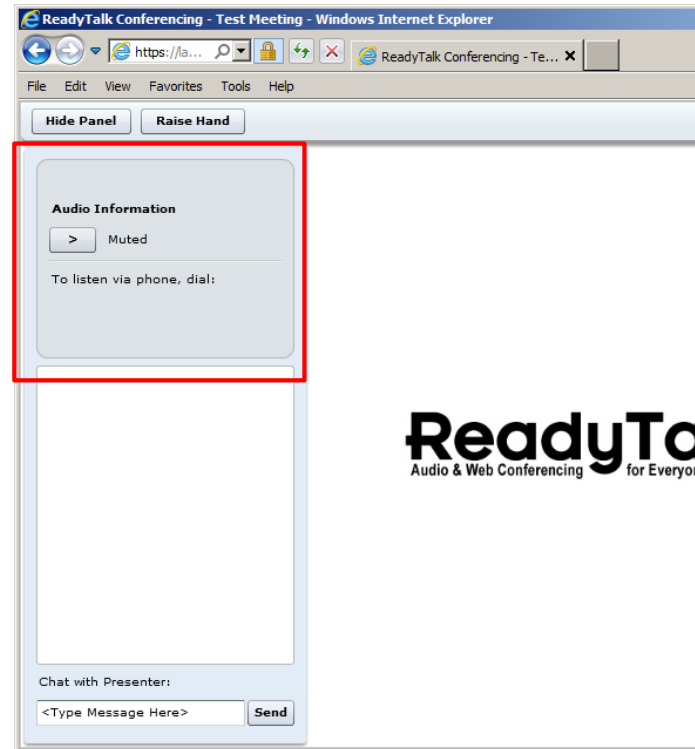 ReadyTalk Conferencing - Test Meeting - Windows Internet Explorer
https://la... ReadyTalk Conferencing - Te...
File Edit View Favorites Tools Help
Hide Panel Raise Hand
Audio Information
> Muted
To listen via phone, dial:
ReadyTa
Audio & Web Conferencing for Everyon
Chat with Presenter:
<Type Message Here> Send